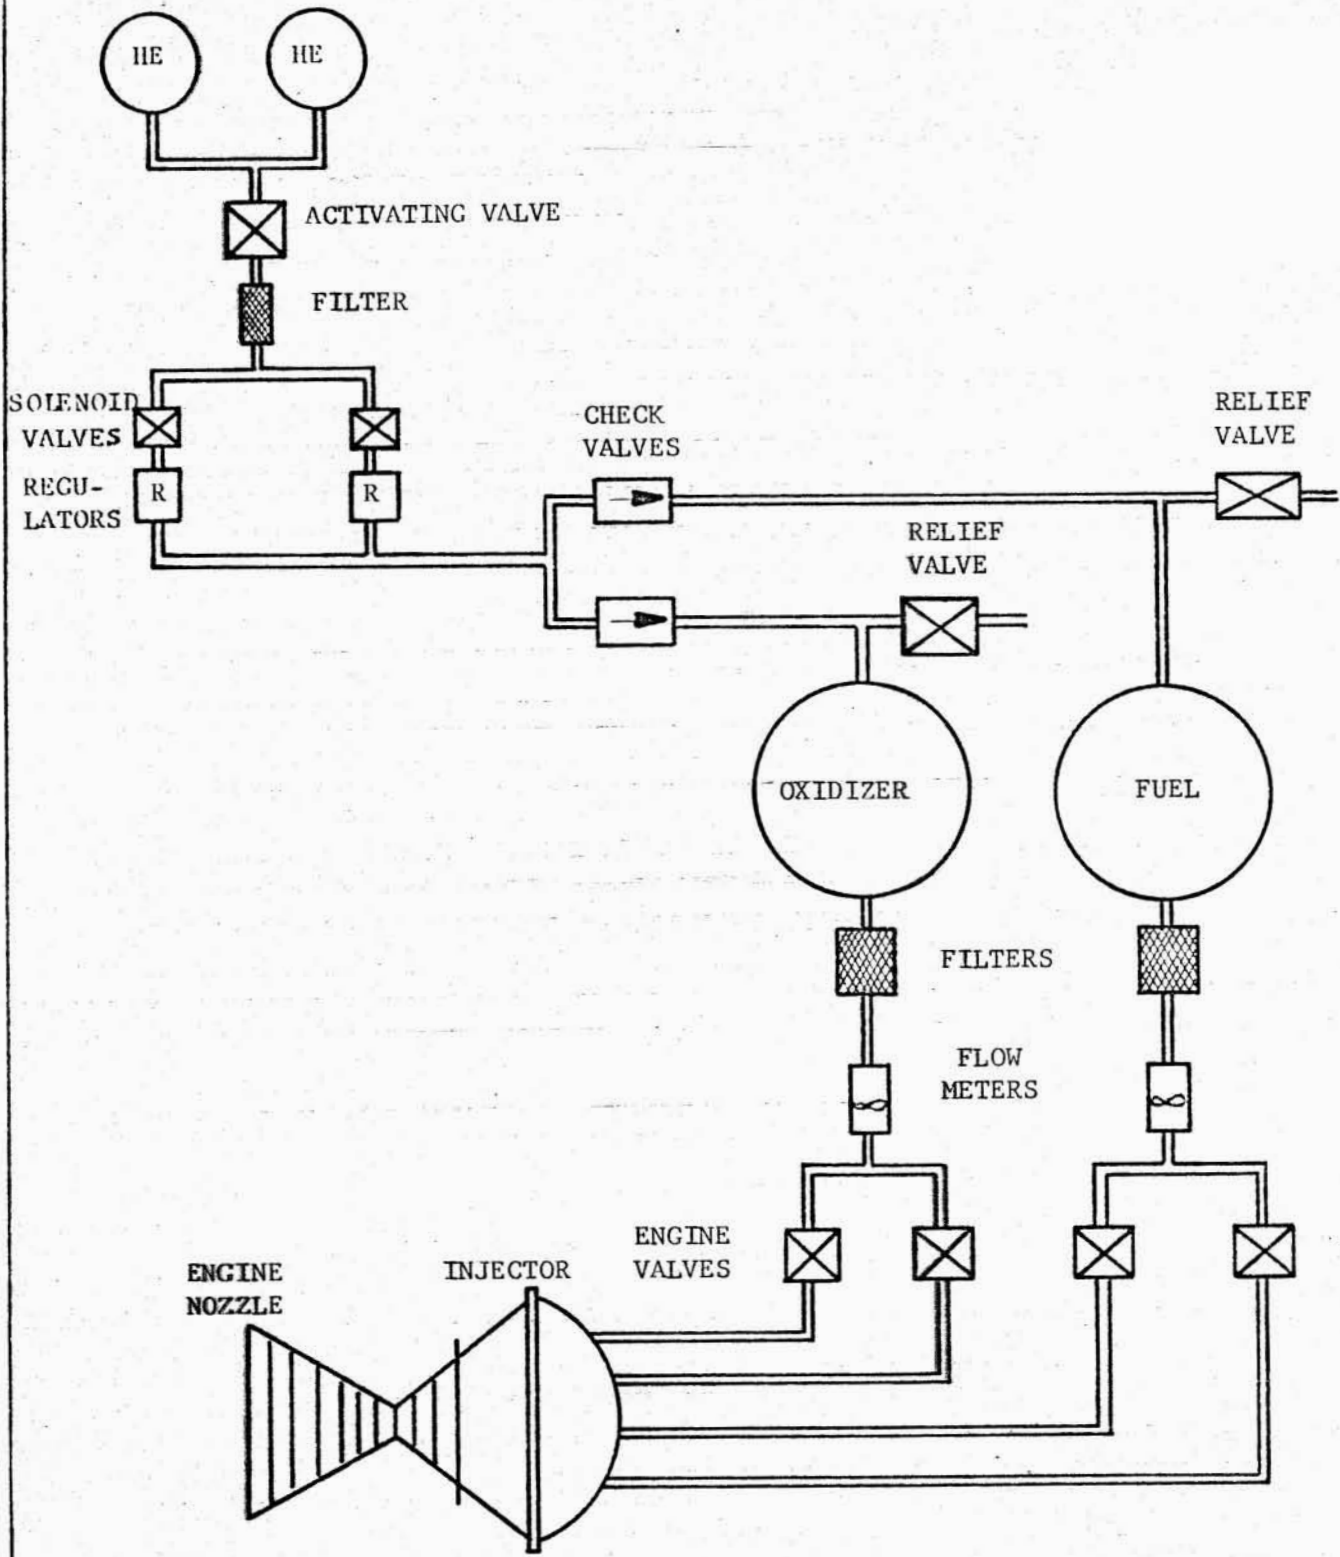 HE
HE
ACTIVATING VALVE
FILTER
SOLENOID
VALVES
REGU-
LATORS
R
R
CHECK
VALVES
RELIEF
VALVE
RELIEF
VALVE
OXIDIZER
FUEL
FILTERS
FLOW
METERS
ENGINE
VALVES
INJECTOR
ENGINE
NOZZLE